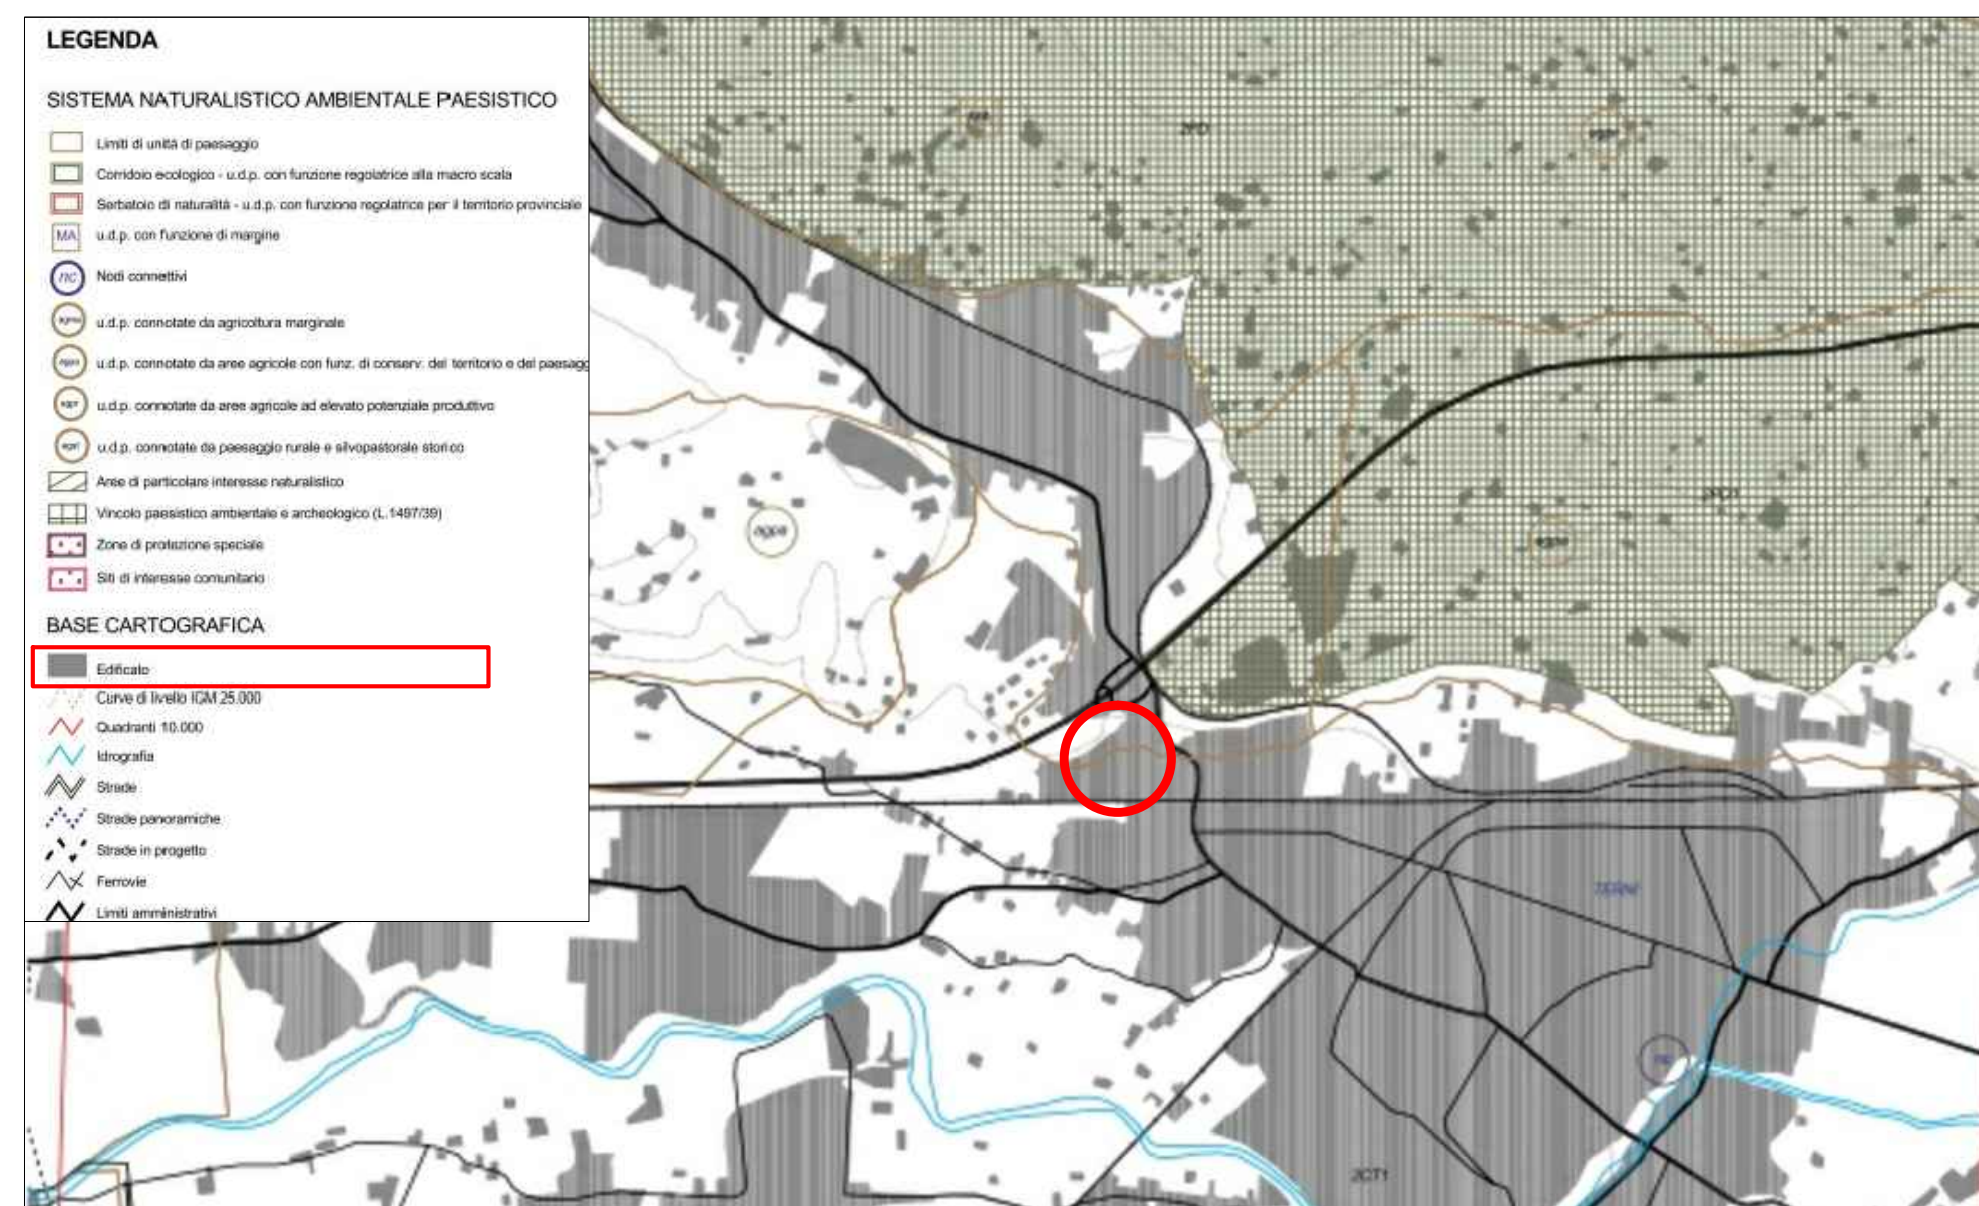 LEGENDA
SISTEMA NATURALISTICO AMBIENTALE PAESISTICO
Limiti di unità di paesaggio
Corridoio ecologico - u.d.p. con funzione regolatrice alla macro scala
Serbatoio di naturalità - u.d.p. con funzione regolatrice per il territorio provinciale
MA u.d.p. con funzione di margine
nc Nodi connettivi
u.d.p. connotate da agricoltura marginale
u.d.p. connotate da aree agricole con funz. di conserv. del territorio e del paesagg
u.d.p. connotate da aree agricole ad elevato potenziale produttivo
u.d.p. connotate da paesaggio rurale e silvopastorale storico
Aree di particolare interesse naturalistico
Vincolo paesistico ambientale e archeologico (L.1497/39)
Zone di protezione speciale
Siti di interesse comunitario
BASE CARTOGRAFICA
Edificato
Curve di livello IGM 25.000
Quadranti 10.000
Idrografia
Strade
Strade panoramiche
Strade in progetto
Ferrovie
Limiti amministrativi
agpa
nc
2CT1